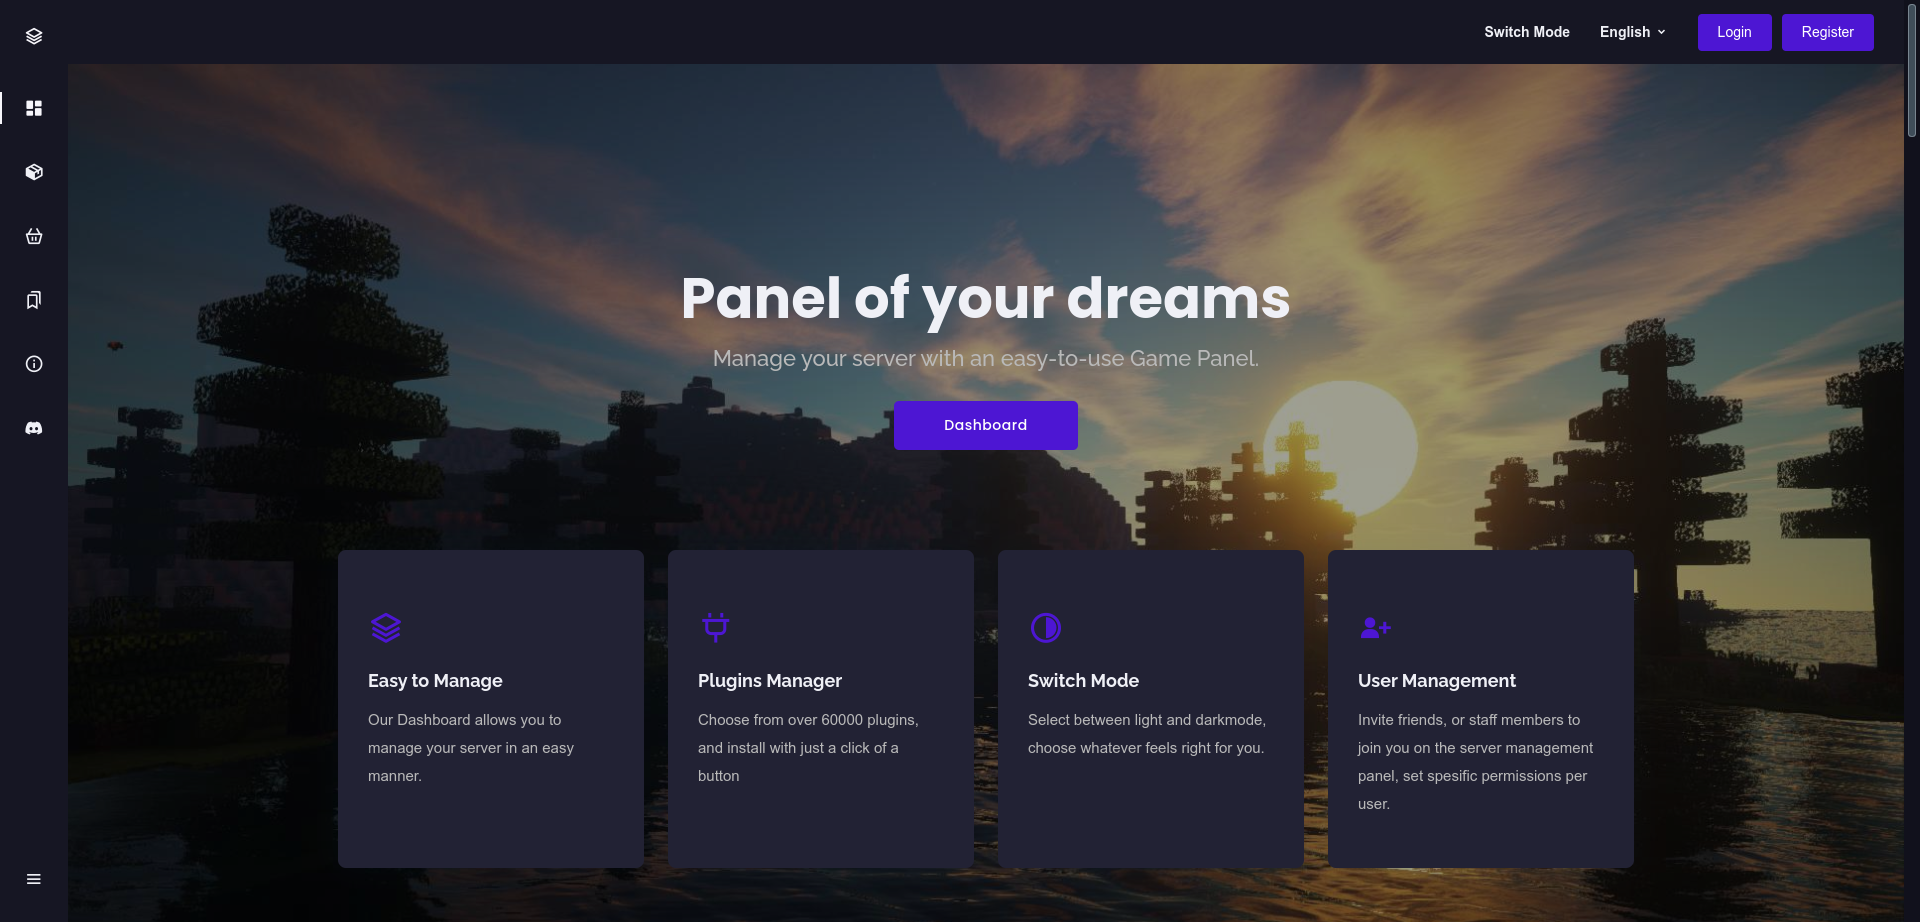 Switch Mode
English
Login
Register
Panel of your dreams
Manage your server with an easy-to-use Game Panel.
Dashboard
Easy to Manage
Our Dashboard allows you to
manage your server in an easy
manner.
Plugins Manager
Choose from over 60000 plugins,
and install with just a click of a
button
Switch Mode
Select between light and darkmode,
choose whatever feels right for you.
User Management
Invite friends, or staff members to
join you on the server management
panel, set spesific permissions per
user.